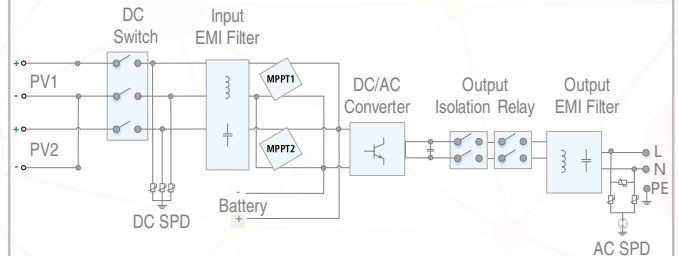 DC
Switch
Input
EMI Filter
+
PV1
-
+
PV2
-
MPPT1
MPPT2
DC/AC
Converter
Output
Isolation Relay
Output
EMI Filter
L
N
PE
-
Battery
+
DC SPD
AC SPD